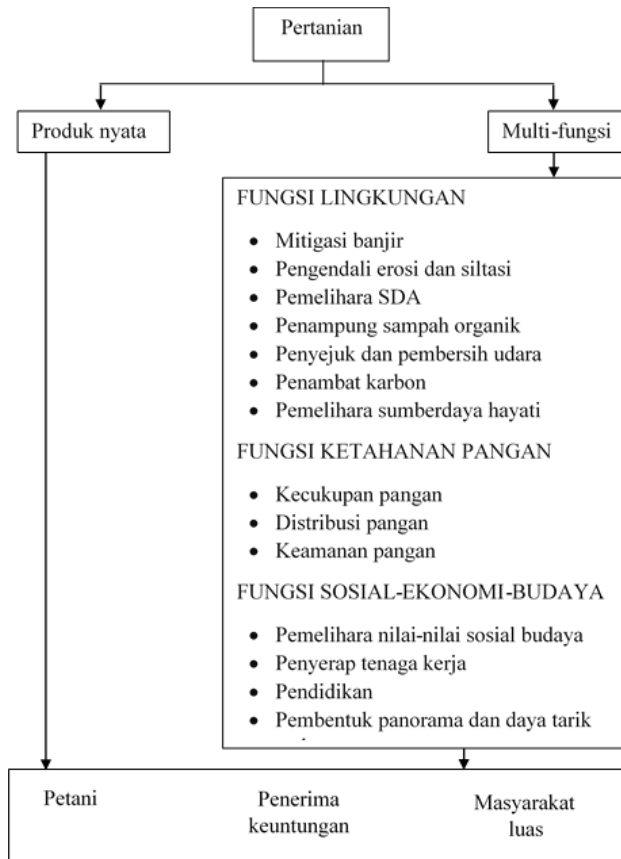 Pertanian
Produk nyata
Multi-fungsi
FUNGSI LINGKUNGAN
• Mitigasi banjir
• Pengendali erosi dan siltasi
• Pemelihara SDA
• Penampung sampah organik
• Penyejuk dan pembersih udara
• Penambat karbon
• Pemelihara sumberdaya hayati
FUNGSI KETAHANAN PANGAN
• Kecukupan pangan
• Distribusi pangan
• Keamanan pangan
FUNGSI SOSIAL-EKONOMI-BUDAYA
• Pemelihara nilai-nilai sosial budaya
• Penyerap tenaga kerja
• Pendidikan
• Pembentuk panorama dan daya tarik
Petani
Penerima
keuntungan
Masyarakat
luas